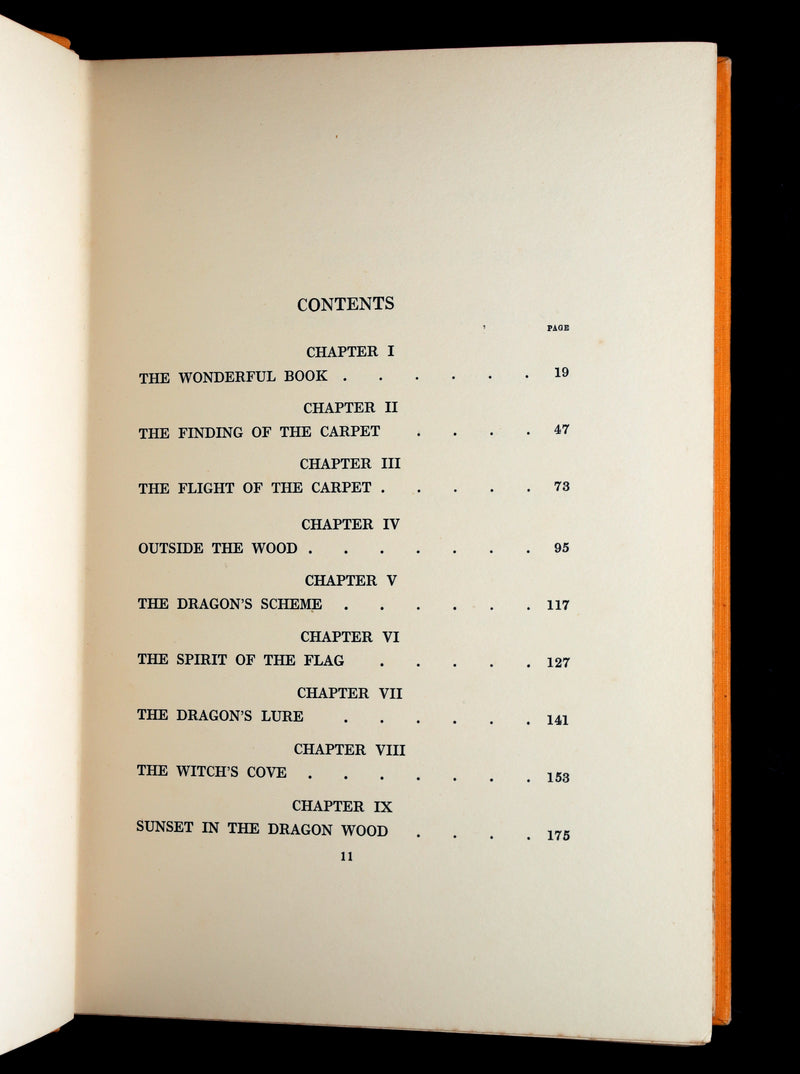 CONTENTS
PAGE
CHAPTER I
THE WONDERFUL BOOK . . . . . . 19
CHAPTER II
THE FINDING OF THE CARPET . . . . 47
CHAPTER III
THE FLIGHT OF THE CARPET . . . . . 73
CHAPTER IV
OUTSIDE THE WOOD . . . . . . . 95
CHAPTER V
THE DRAGON'S SCHEME . . . . . . 117
CHAPTER VI
THE SPIRIT OF THE FLAG . . . . . 127
CHAPTER VII
THE DRAGON'S LURE . . . . . . 141
CHAPTER VIII
THE WITCH'S COVE . . . . . . . 153
CHAPTER IX
SUNSET IN THE DRAGON WOOD . . . . 175
11